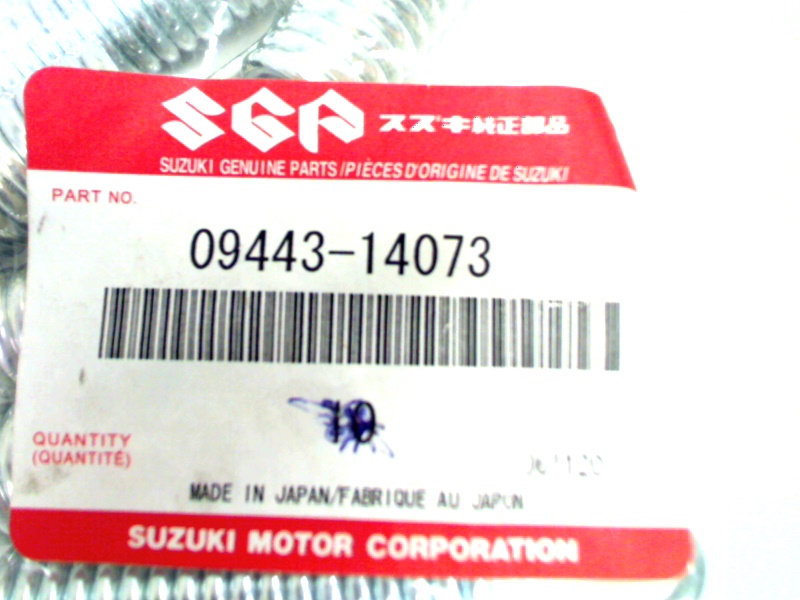 SGP スズキ純正部品
SUZUKI GENUINE PARTS/PIÈCES D'ORIGINE DE SUZUKI
PART NO.
09443-14073
10
QUANTITY
(QUANTITÉ)
MADE IN JAPAN/FABRIQUE AU JAPON
SUZUKI MOTOR CORPORATION